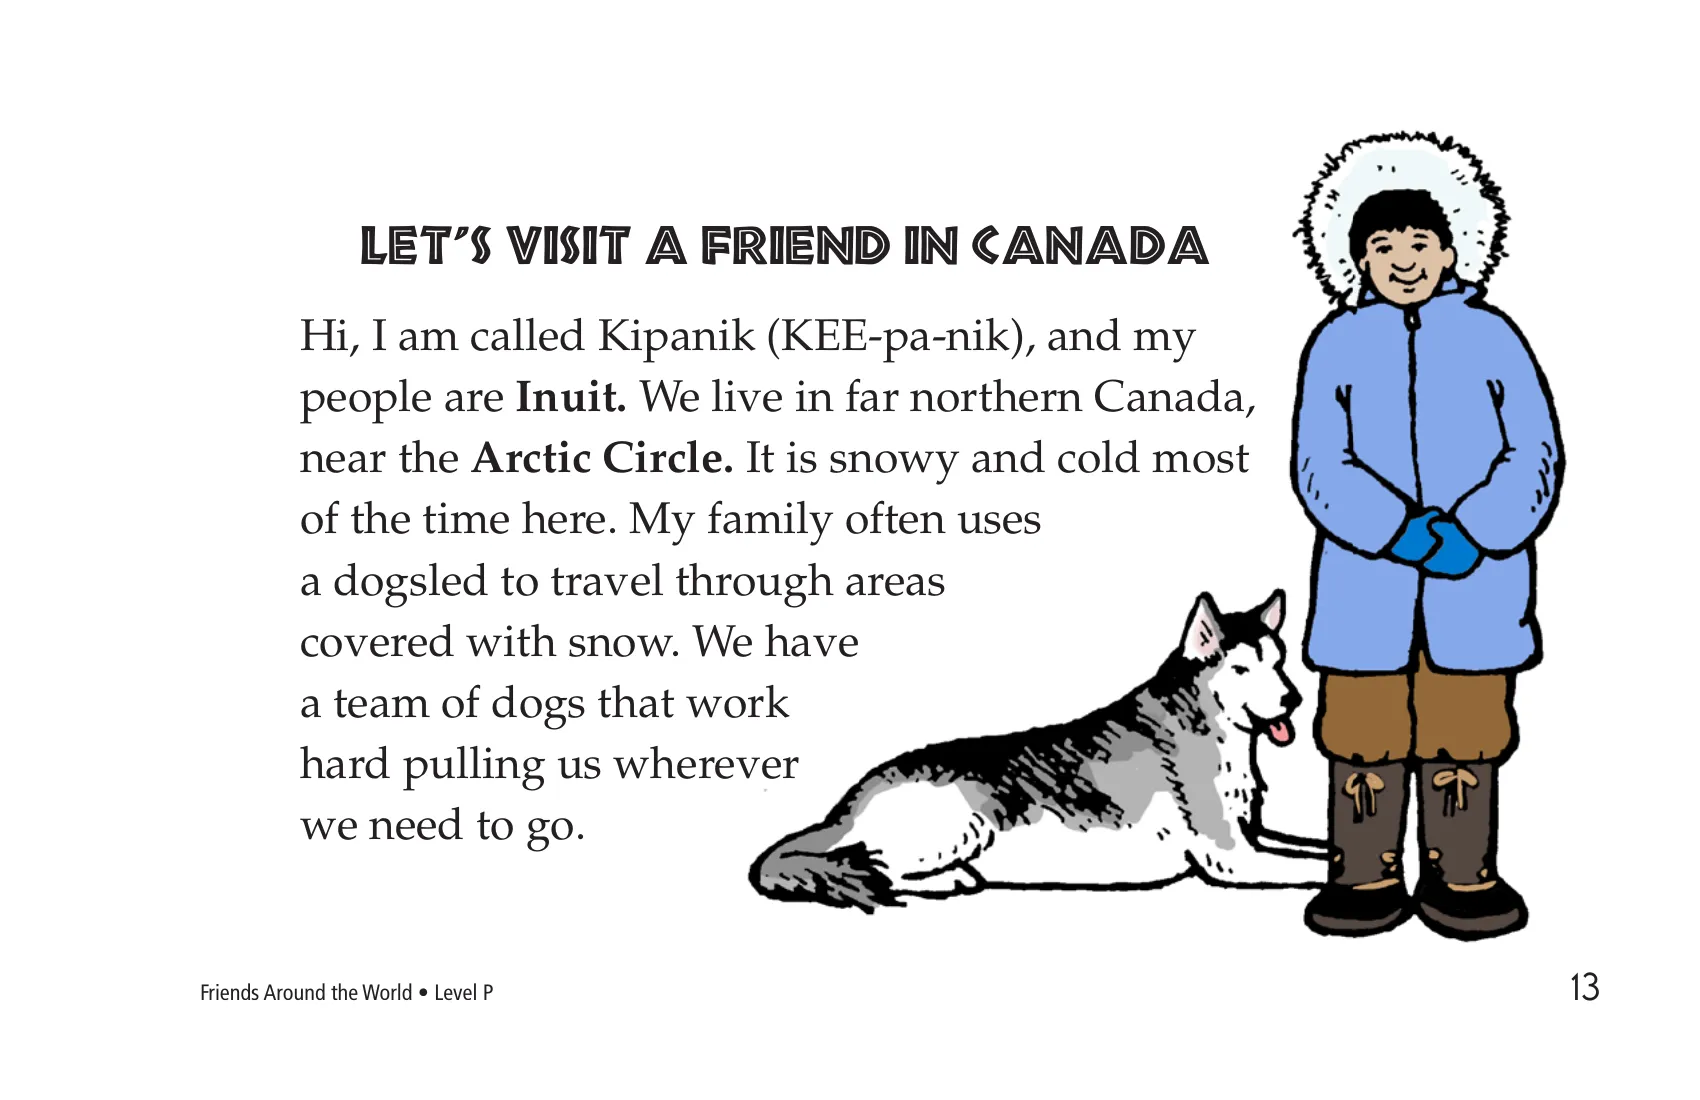 LET'S VISIT A FRIEND IN CANADA
Hi, I am called Kipanik (KEE-pa-nik), and my
people are Inuit. We live in far northern Canada,
near the Arctic Circle. It is snowy and cold most
of the time here. My family often uses
a dogsled to travel through areas
covered with snow. We have
a team of dogs that work
hard pulling us wherever
we need to go.
Friends Around the World • Level P
13